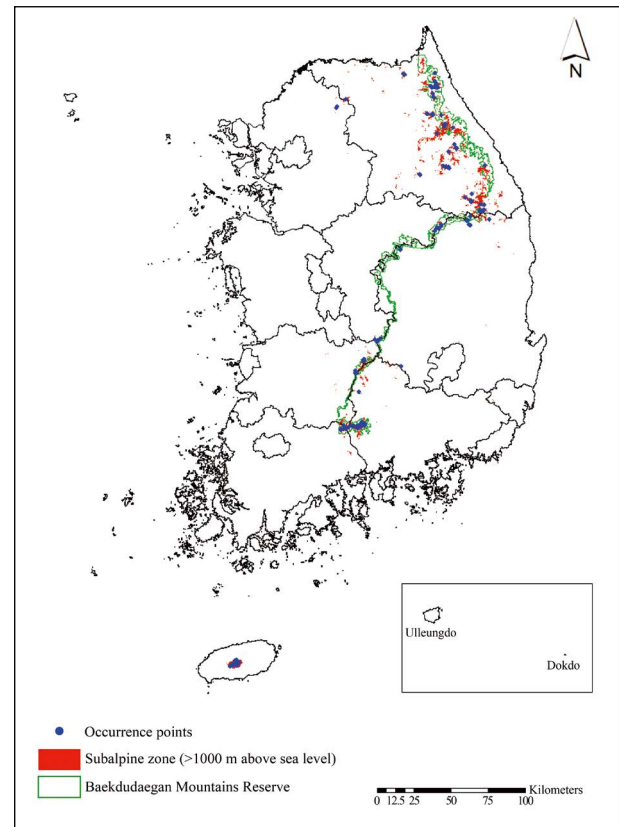 N
Ulleungdo
Dokdo
Occurrence points
Subalpine zone (>1000 m above sea level)
Baekdudaegan Mountains Reserve
Kilometers
0 12.5 25 50 75 100